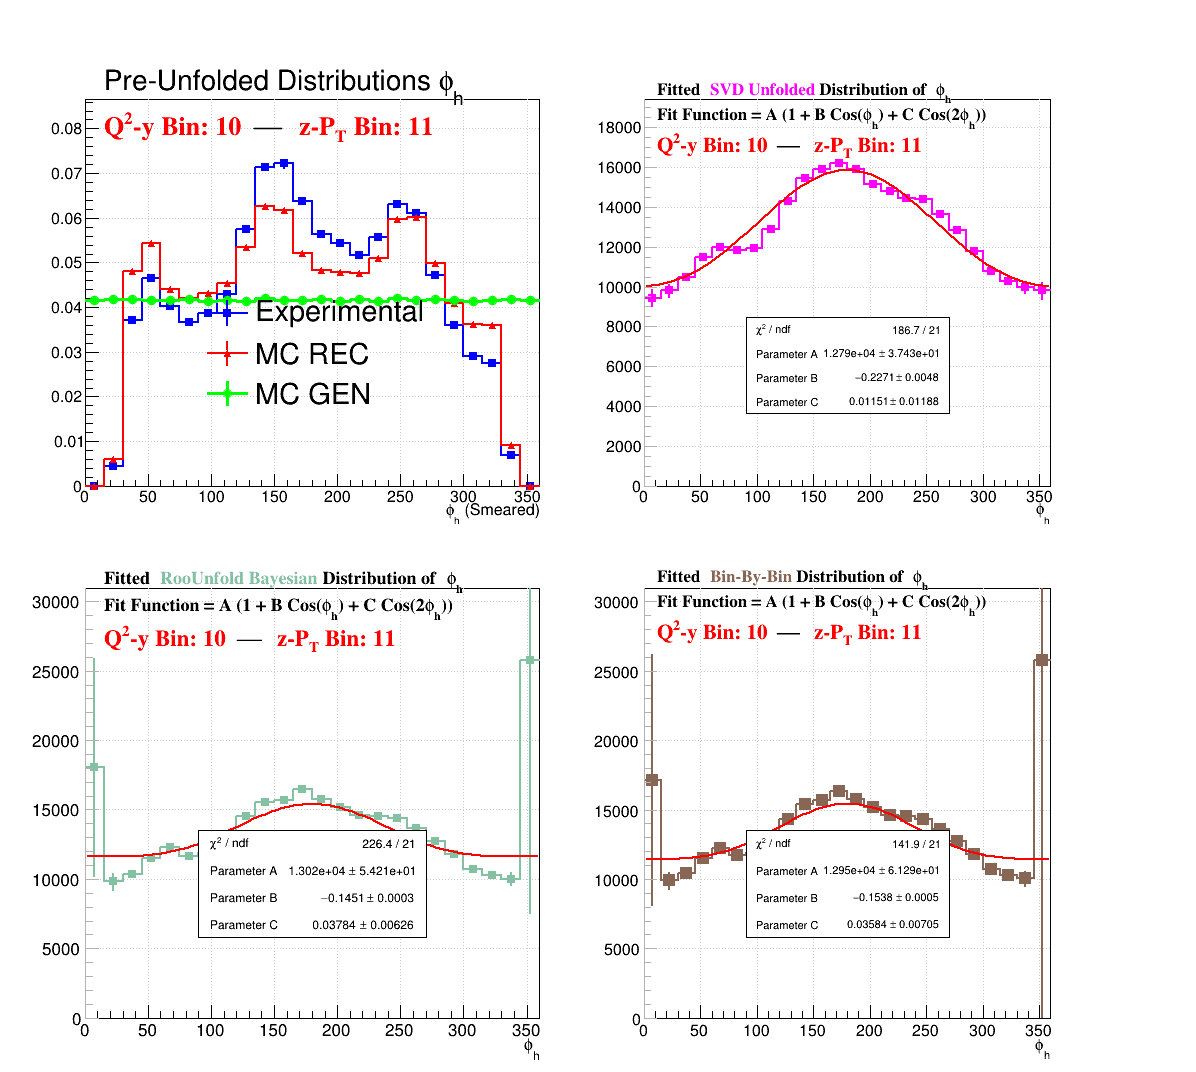 Pre-Unfolded Distributions ϕh
Q2-y Bin: 10 — z-PT Bin: 11
0.08
0.07
0.06
0.05
0.04
0.03
0.02
0.01
0
Experimental
MC REC
MC GEN
0 50 100 150 200 250 300 350
ϕh (Smeared)
Fitted SVD Unfolded Distribution of ϕh
Fit Function = A (1 + B Cos(ϕh) + C Cos(2ϕh))
Q2-y Bin: 10 — z-PT Bin: 11
18000
16000
14000
12000
10000
8000
6000
4000
2000
0
χ2 / ndf 186.7 / 21
Parameter A 1.279e+04 ± 3.743e+01
Parameter B −0.2271 ± 0.0048
Parameter C 0.01151 ± 0.01188
0 50 100 150 200 250 300 350
ϕh
Fitted RooUnfold Bayesian Distribution of ϕh
Fit Function = A (1 + B Cos(ϕh) + C Cos(2ϕh))
Q2-y Bin: 10 — z-PT Bin: 11
30000
25000
20000
15000
10000
5000
0
χ2 / ndf 226.4 / 21
Parameter A 1.302e+04 ± 5.421e+01
Parameter B −0.1451 ± 0.0003
Parameter C 0.03784 ± 0.00626
0 50 100 150 200 250 300 350
ϕh
Fitted Bin-By-Bin Distribution of ϕh
Fit Function = A (1 + B Cos(ϕh) + C Cos(2ϕh))
Q2-y Bin: 10 — z-PT Bin: 11
30000
25000
20000
15000
10000
5000
0
χ2 / ndf 141.9 / 21
Parameter A 1.295e+04 ± 6.129e+01
Parameter B −0.1538 ± 0.0005
Parameter C 0.03584 ± 0.00705
0 50 100 150 200 250 300 350
ϕh